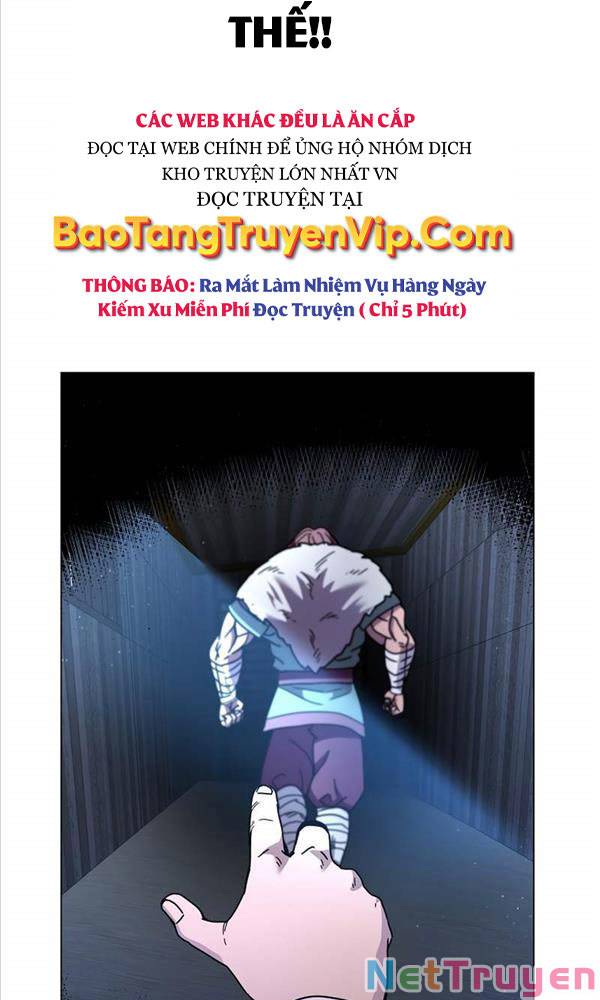 THẾ!!
CÁC WEB KHÁC ĐỀU LÀ ĂN CẮP
ĐỌC TẠI WEB CHÍNH ĐỂ ỦNG HỘ NHÓM DỊCH
KHO TRUYỆN LỚN NHẤT VN
ĐỌC TRUYỆN TẠI
BaoTangTruyenVip.Com
THÔNG BÁO: Ra Mắt Làm Nhiệm Vụ Hàng Ngày
Kiếm Xu Miễn Phí Đọc Truyện ( Chỉ 5 Phút)
NetTruyen